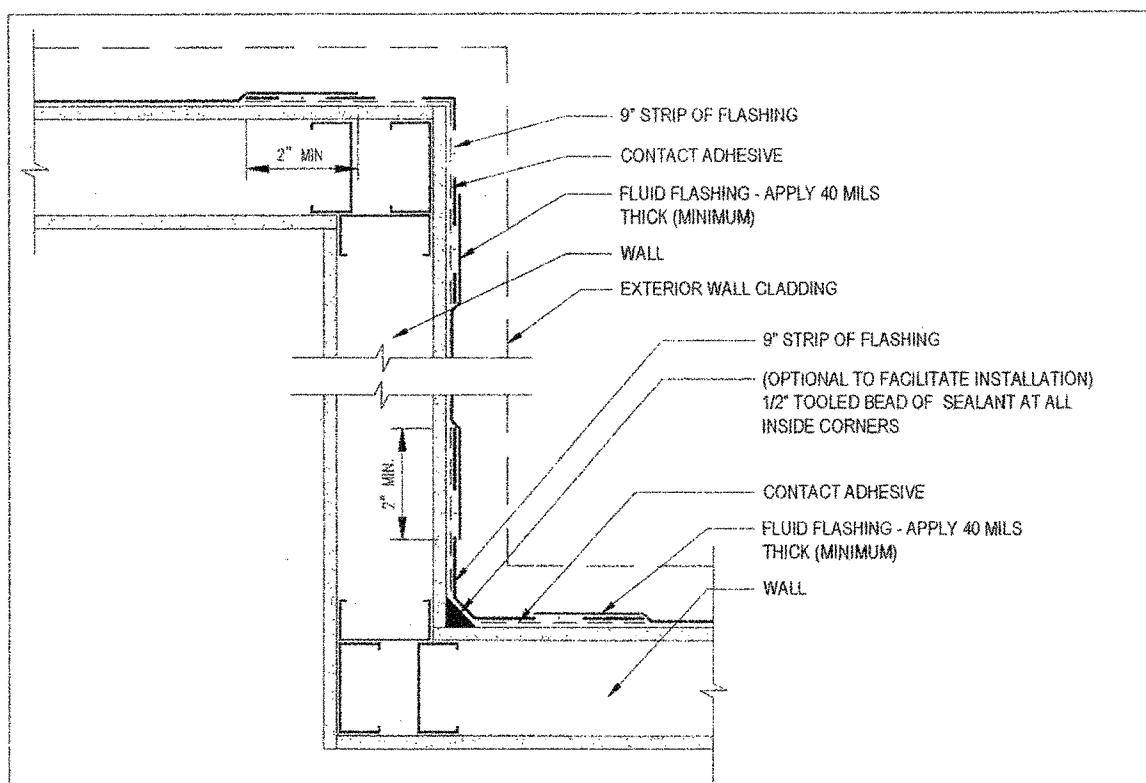 9" STRIP OF FLASHING
CONTACT ADHESIVE
FLUID FLASHING - APPLY 40 MILS
THICK (MINIMUM)
2" MIN
WALL
EXTERIOR WALL CLADDING
9" STRIP OF FLASHING
(OPTIONAL TO FACILITATE INSTALLATION)
1/2" TOOLED BEAD OF SEALANT AT ALL
INSIDE CORNERS
2" MIN.
CONTACT ADHESIVE
FLUID FLASHING - APPLY 40 MILS
THICK (MINIMUM)
WALL